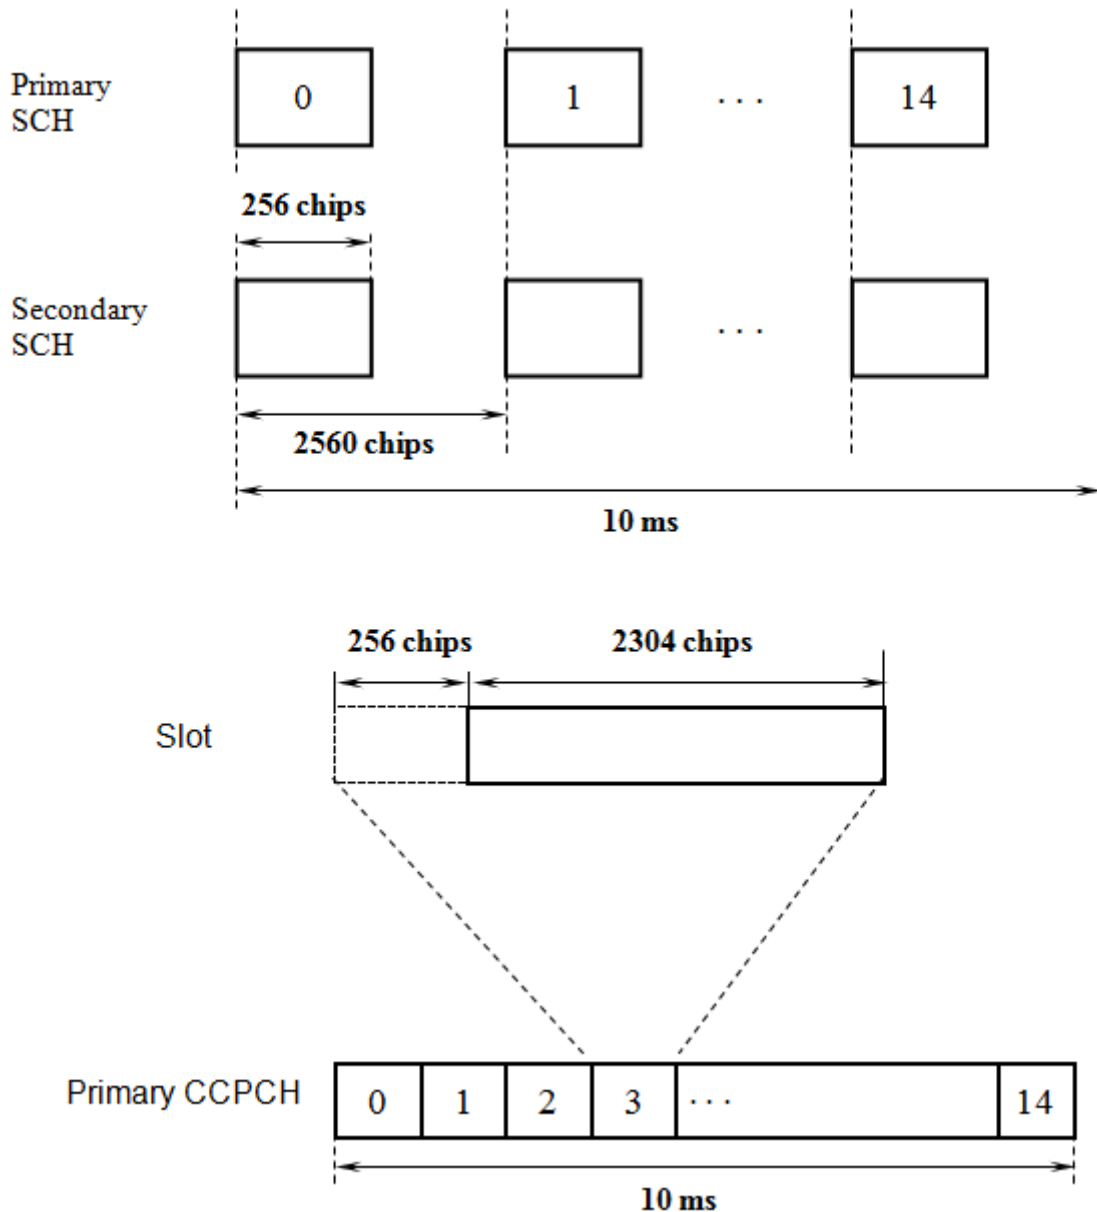 Primary
SCH
0
1
. . .
14
256 chips
Secondary
SCH
. . .
2560 chips
10 ms
256 chips
2304 chips
Slot
Primary CCPCH
0
1
2
3
. . .
14
10 ms